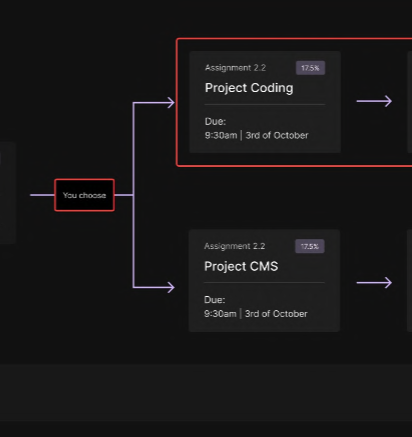 Assignment 2.2
17.5%
Project Coding
Due:
9:30am | 3rd of October
You choose
Assignment 2.2
17.5%
Project CMS
Due:
9:30am | 3rd of October